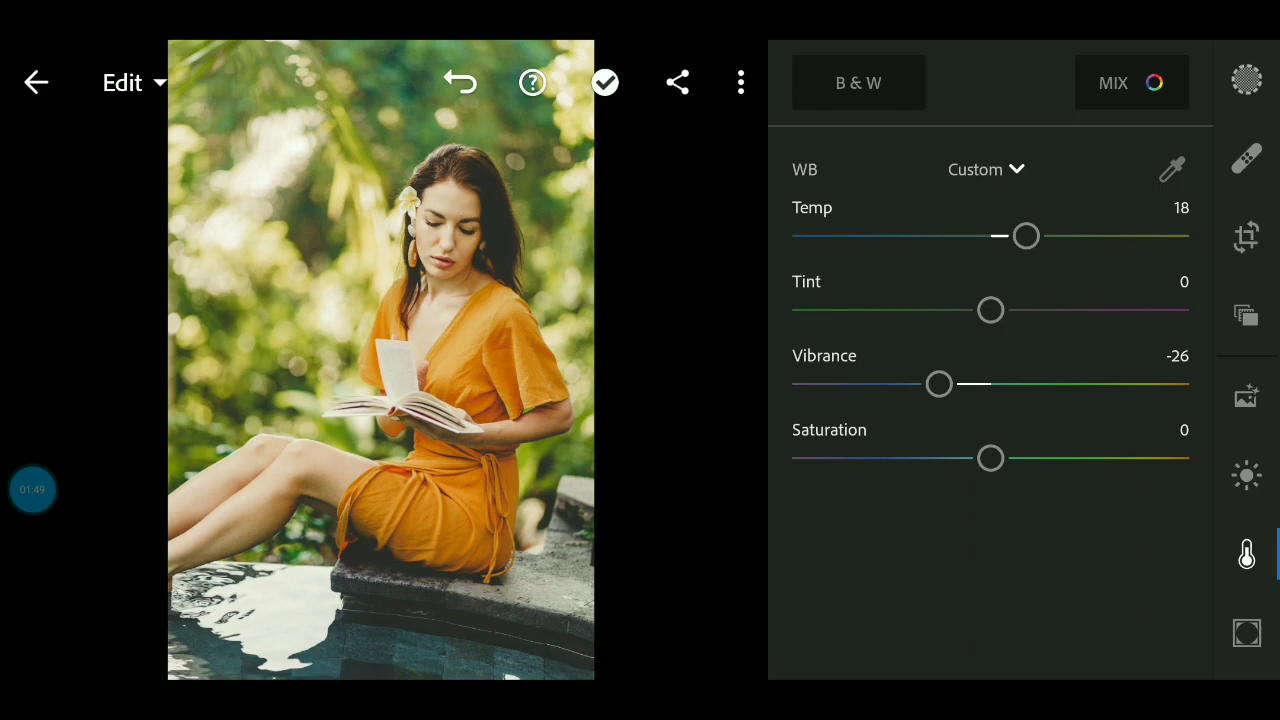 Edit
B & W
MIX
WB
Custom
Temp
18
Tint
0
Vibrance
-26
Saturation
0
01:49